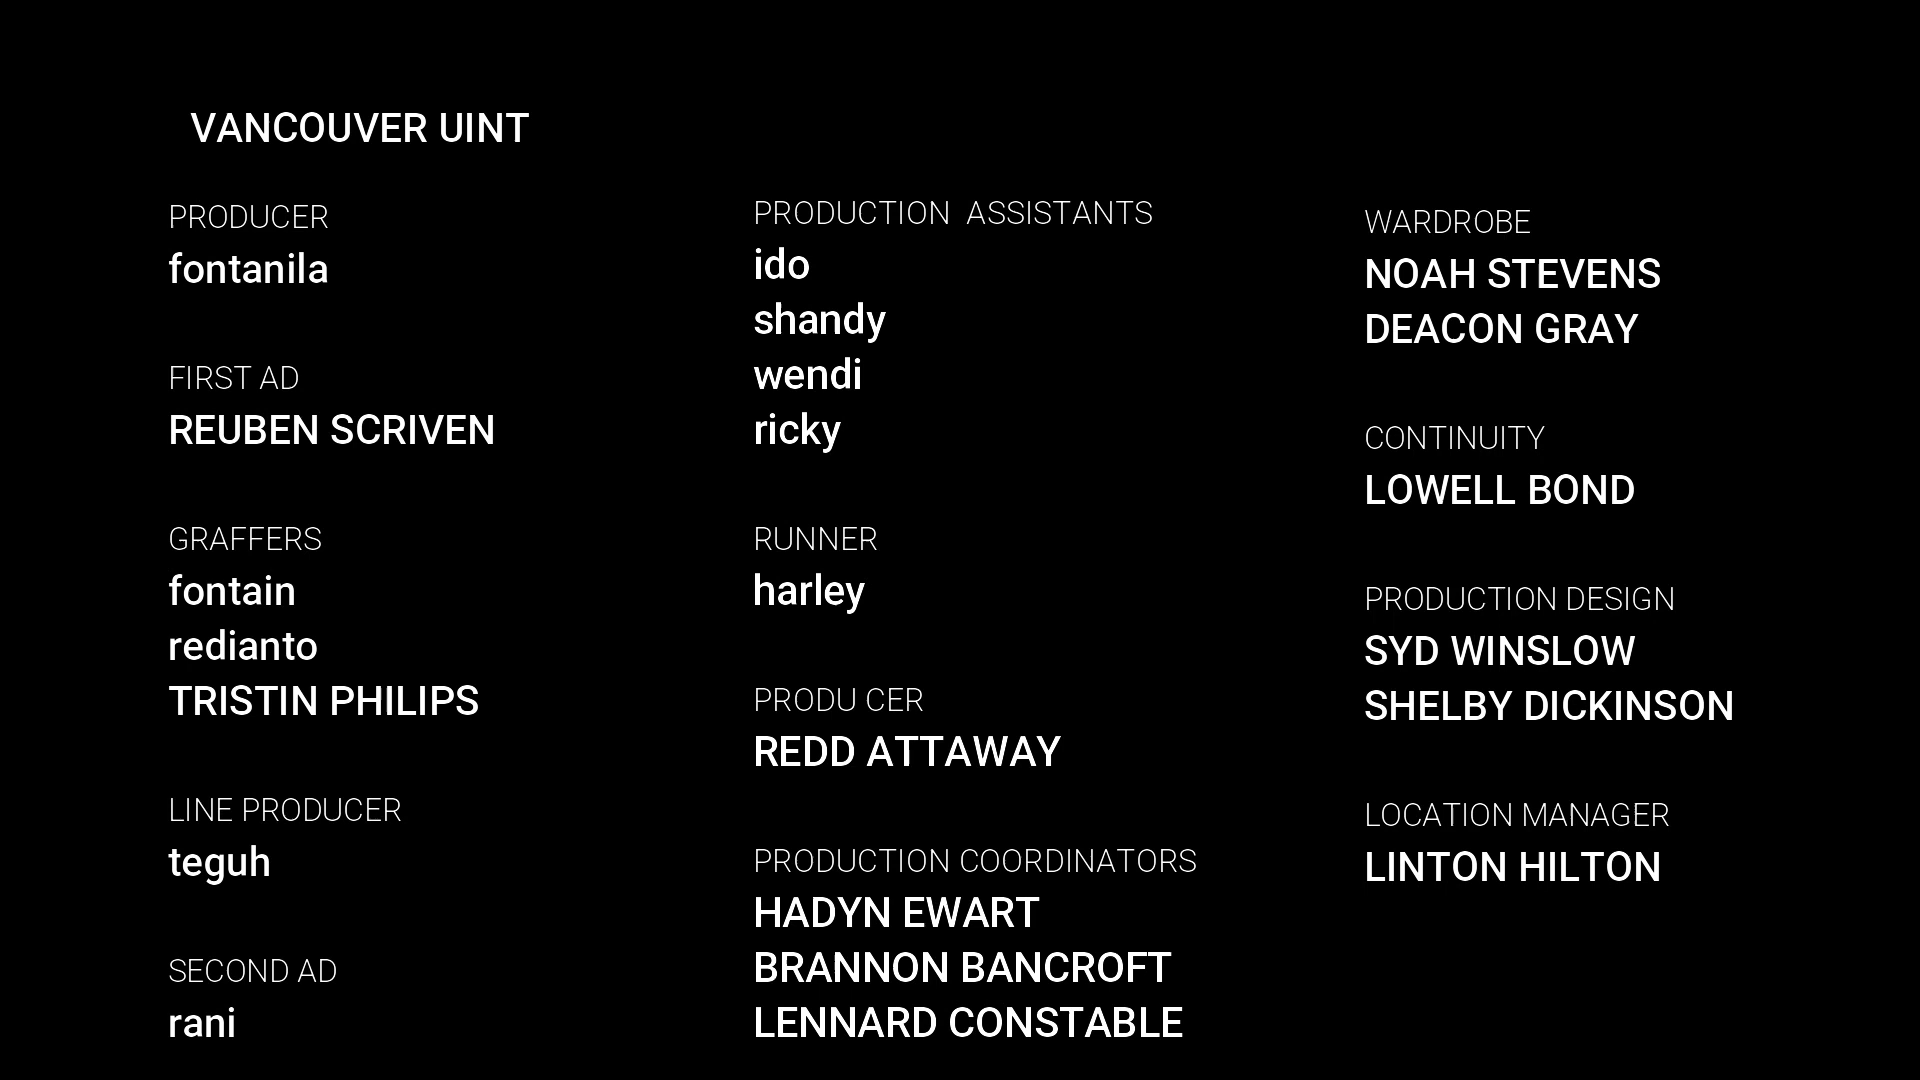 VANCOUVER UINT
PRODUCER
fontanila
FIRST AD
REUBEN SCRIVEN
GRAFFERS
fontain
redianto
TRISTIN PHILIPS
LINE PRODUCER
teguh
SECOND AD
rani
PRODUCTION  ASSISTANTS
ido
shandy
wendi
ricky
RUNNER
harley
PRODU CER
REDD ATTAWAY
PRODUCTION COORDINATORS
HADYN EWART
BRANNON BANCROFT
LENNARD CONSTABLE
WARDROBE
NOAH STEVENS
DEACON GRAY
CONTINUITY
LOWELL BOND
PRODUCTION DESIGN
SYD WINSLOW
SHELBY DICKINSON
LOCATION MANAGER
LINTON HILTON